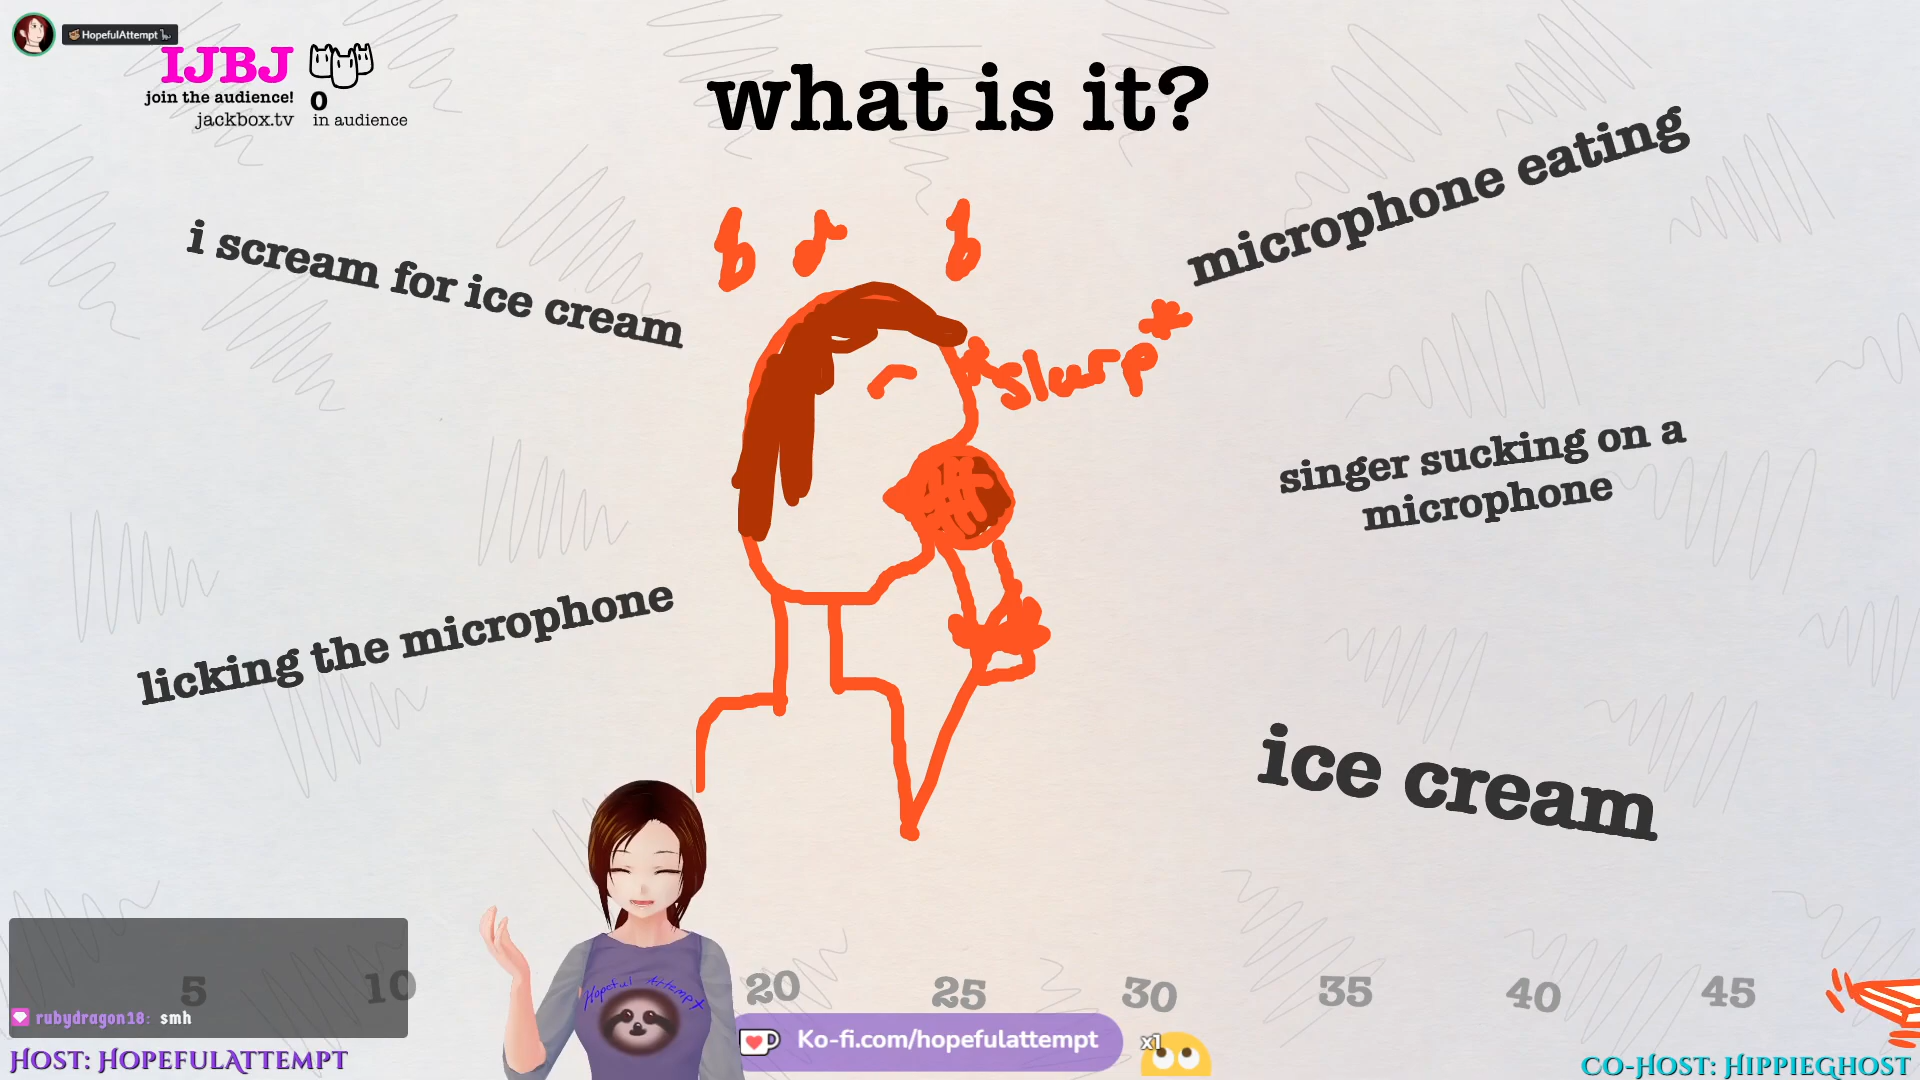 HopefulAttempt
IJBJ
join the audience!
jackbox.tv
0
in audience
what is it?
microphone eating
i scream for ice cream
*slurp*
singer sucking on a
microphone
licking the microphone
ice cream
5
10
20
25
30
35
40
45
Hopeful Attempt
rubydragon18: smh
Ko-fi.com/hopefulattempt
x1
Host: HopefulAttempt
Co-Host: HippieGhost